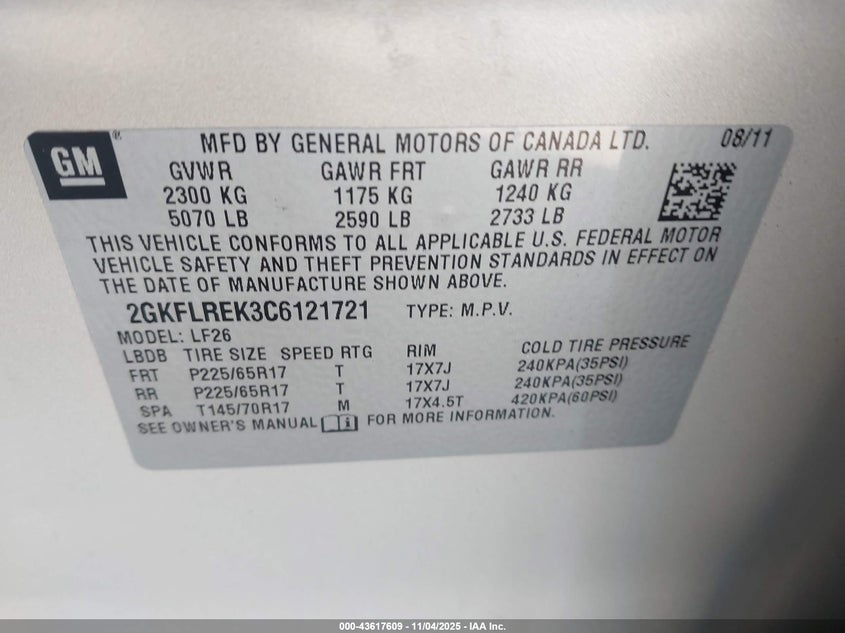 GM®
MFD BY GENERAL MOTORS OF CANADA LTD. 08/11
GVWR GAWR FRT GAWR RR
2300 KG 1175 KG 1240 KG
5070 LB 2590 LB 2733 LB
THIS VEHICLE CONFORMS TO ALL APPLICABLE U.S. FEDERAL MOTOR
VEHICLE SAFETY AND THEFT PREVENTION STANDARDS IN EFFECT ON
THE DATE OF MANUFACTURE SHOWN ABOVE.
2GKFLREK3C6121721 TYPE: M.P.V.
MODEL: LF26
LBDB TIRE SIZE SPEED RTG RIM COLD TIRE PRESSURE
FRT P225/65R17 T 17X7J 240KPA(35PSI)
RR P225/65R17 T 17X7J 240KPA(35PSI)
SPA T145/70R17 M 17X4.5T 420KPA(60PSI)
SEE OWNER'S MANUAL FOR MORE INFORMATION.
000-43617609 - 11/04/2025 - IAA Inc.